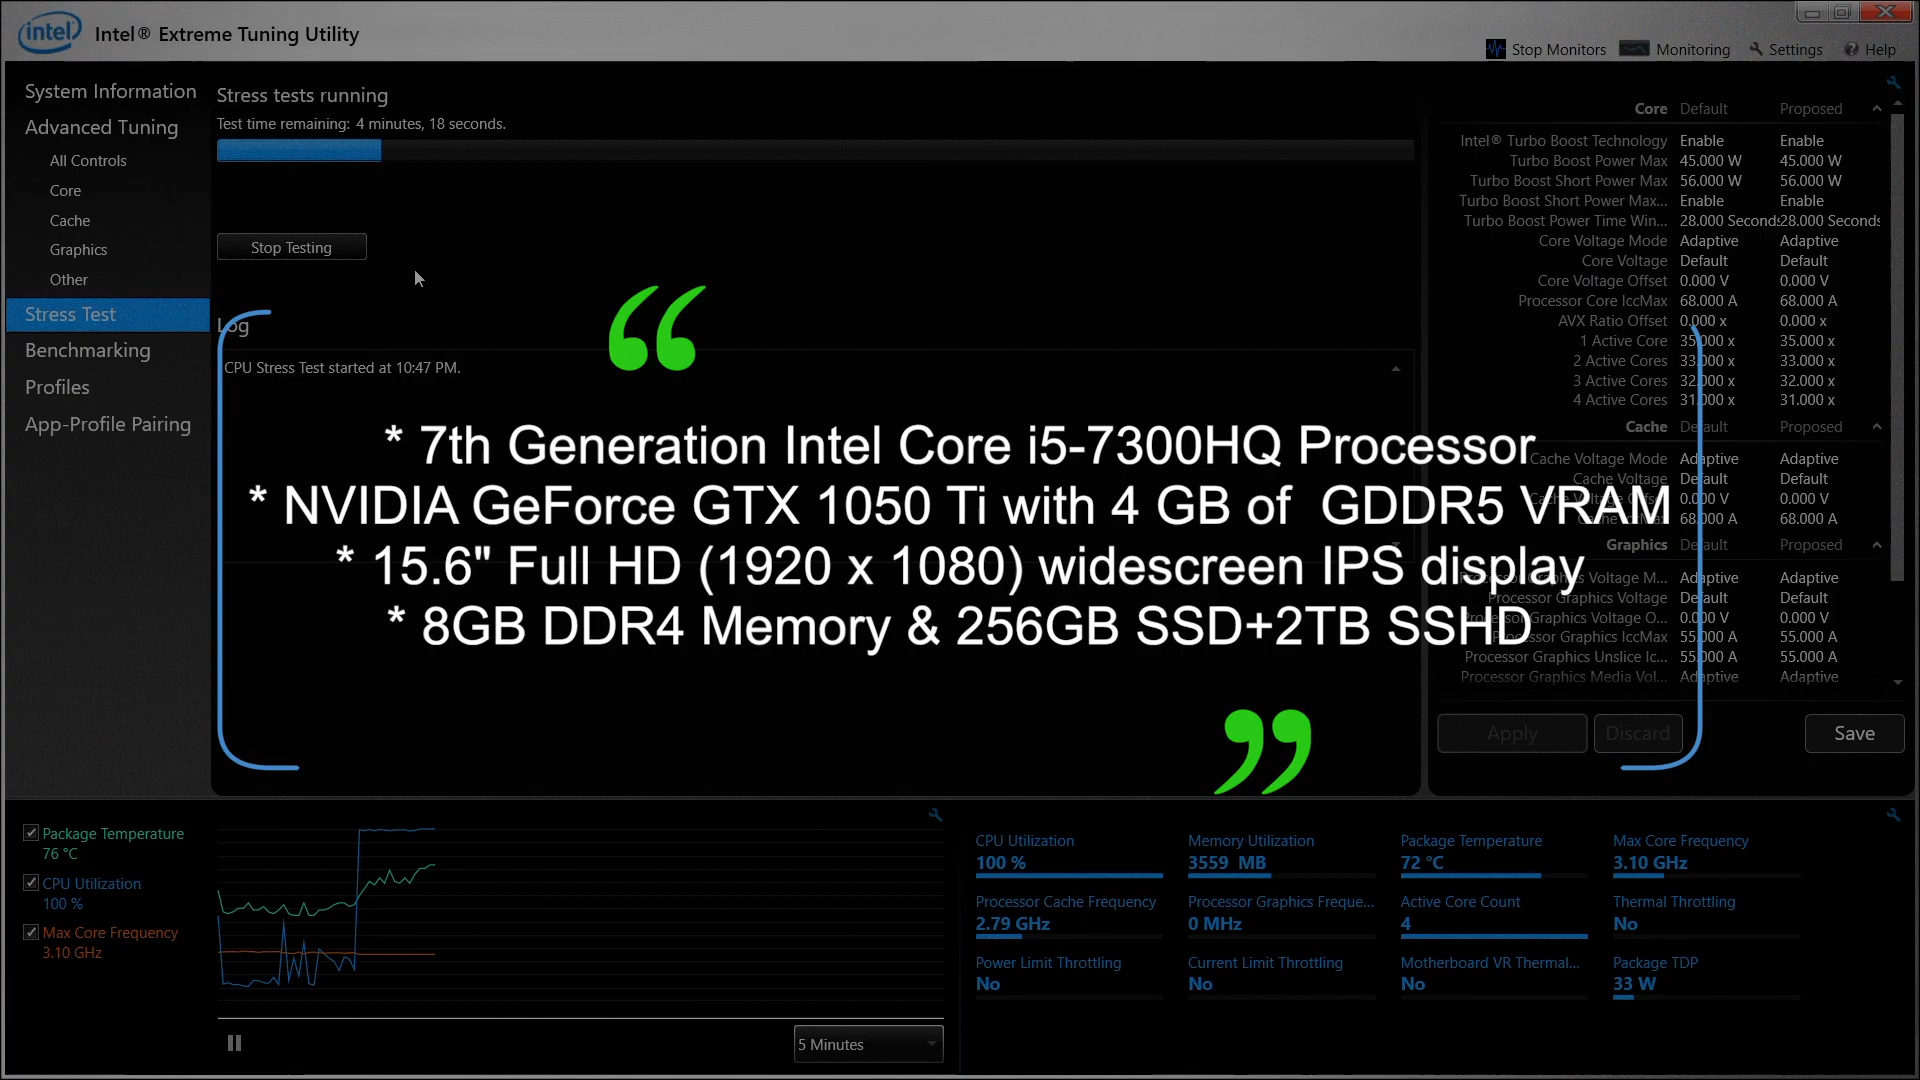 intel
Intel® Extreme Tuning Utility
Stop Monitors
Monitoring
Settings
Help
System Information
Advanced Tuning
All Controls
Core
Cache
Graphics
Other
Stress Test
Benchmarking
Profiles
App-Profile Pairing
Stress tests running
Test time remaining: 4 minutes, 18 seconds.
Stop Testing
Log
CPU Stress Test started at 10:47 PM.
“
* 7th Generation Intel Core i5-7300HQ Processor
* NVIDIA GeForce GTX 1050 Ti with 4 GB of GDDR5 VRAM
* 15.6" Full HD (1920 x 1080) widescreen IPS display
* 8GB DDR4 Memory & 256GB SSD+2TB SSHD
”
Core Default Proposed
Intel® Turbo Boost Technology Enable Enable
Turbo Boost Power Max 45.000 W 45.000 W
Turbo Boost Short Power Max 56.000 W 56.000 W
Turbo Boost Short Power Max... Enable Enable
Turbo Boost Power Time Win... 28.000 Seconds 28.000 Seconds
Core Voltage Mode Adaptive Adaptive
Core Voltage Default Default
Core Voltage Offset 0.000 V 0.000 V
Processor Core IccMax 68.000 A 68.000 A
AVX Ratio Offset 0.000 x 0.000 x
1 Active Core 35.000 x 35.000 x
2 Active Cores 33.000 x 33.000 x
3 Active Cores 32.000 x 32.000 x
4 Active Cores 31.000 x 31.000 x
Cache Default Proposed
Cache Voltage Mode Adaptive Adaptive
Cache Voltage Default Default
Cache Voltage Offset 0.000 V 0.000 V
Cache IccMax 68.000 A 68.000 A
Graphics Default Proposed
Processor Graphics Voltage M... Adaptive Adaptive
Processor Graphics Voltage Default Default
Processor Graphics Voltage O... 0.000 V 0.000 V
Processor Graphics IccMax 55.000 A 55.000 A
Processor Graphics Unslice Ic... 55.000 A 55.000 A
Processor Graphics Media Vol... Adaptive Adaptive
Apply
Discard
Save
Package Temperature
76 °C
CPU Utilization
100 %
Max Core Frequency
3.10 GHz
5 Minutes
CPU Utilization
100 %
Memory Utilization
3559 MB
Package Temperature
72 °C
Max Core Frequency
3.10 GHz
Processor Cache Frequency
2.79 GHz
Processor Graphics Freque...
0 MHz
Active Core Count
4
Thermal Throttling
No
Power Limit Throttling
No
Current Limit Throttling
No
Motherboard VR Thermal...
No
Package TDP
33 W